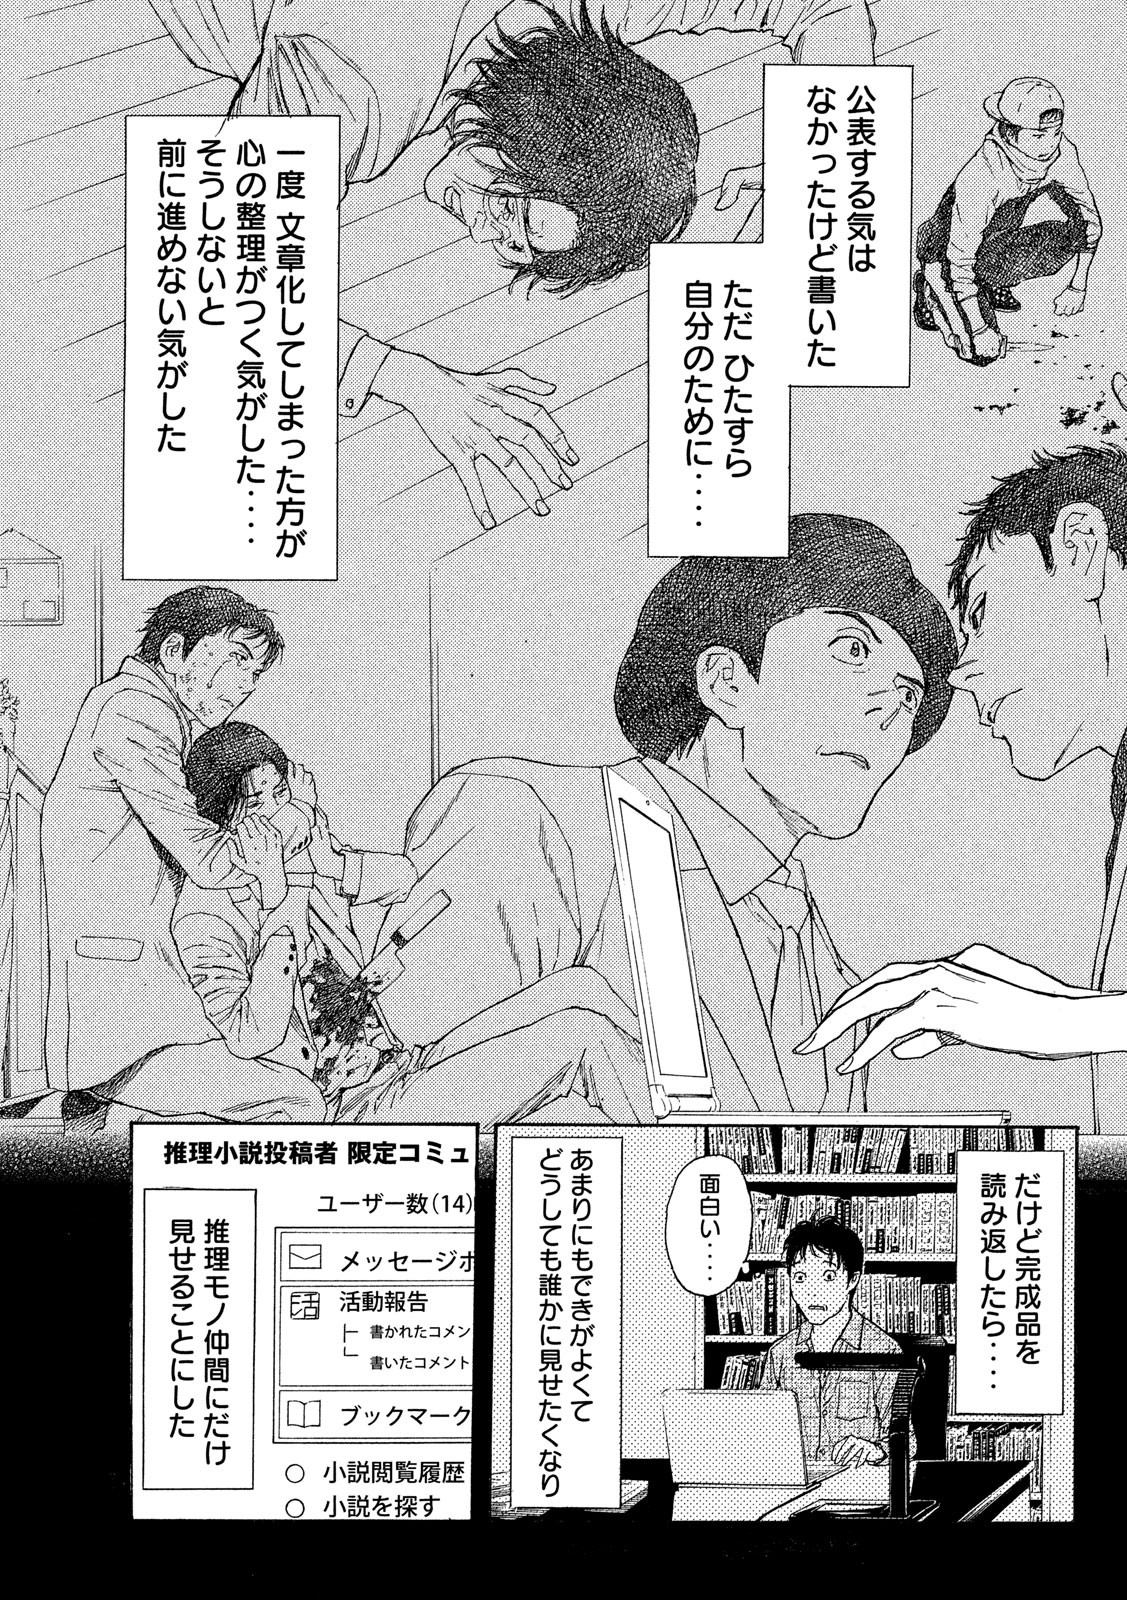 公表する気は
なかったけど書いた
ただ ひたすら
自分のために‥‥
一度 文章化してしまった方が
心の整理がつく気がした‥‥
そうしないと
前に進めない気がした
だけど完成品を
読み返したら‥‥
面白い‥‥
あまりにもできがよくて
どうしても誰かに見せたくなり
推理小説投稿者 限定コミュ
ユーザー数(14)
メッセージボ
活動報告
書かれたコメン
書いたコメント
ブックマーク
小説閲覧履歴
小説を探す
推理モノ仲間にだけ
見せることにした